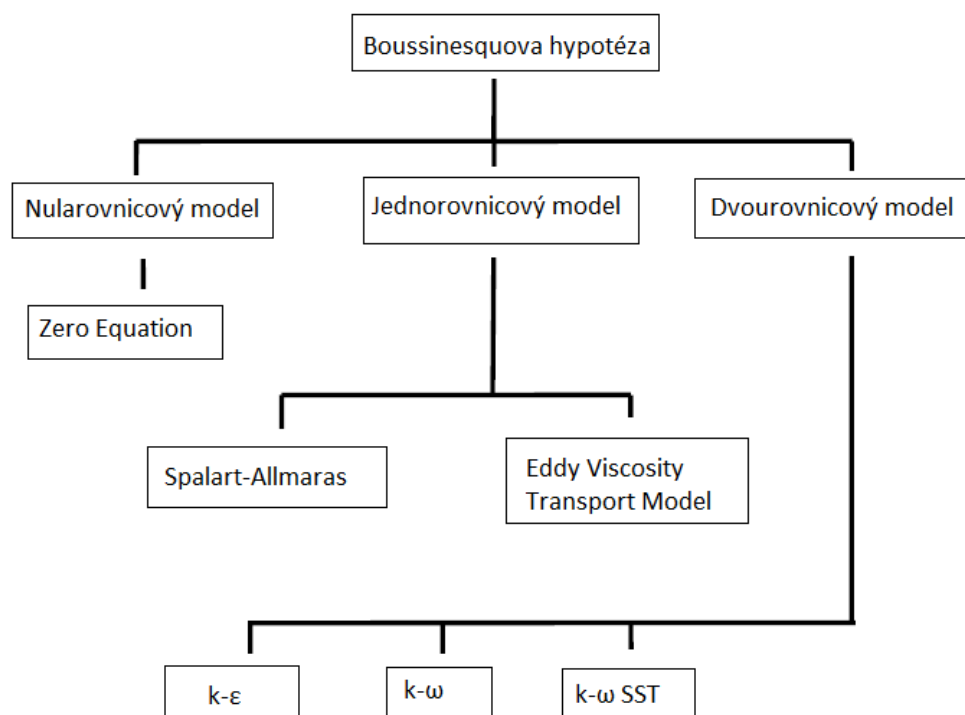 Boussinesquova hypotéza
Nularovnicový model
Jednorovnicový model
Dvourovnicový model
Zero Equation
Spalart-Allmaras
Eddy Viscosity
Transport Model
k-ε
k-ω
k-ω SST